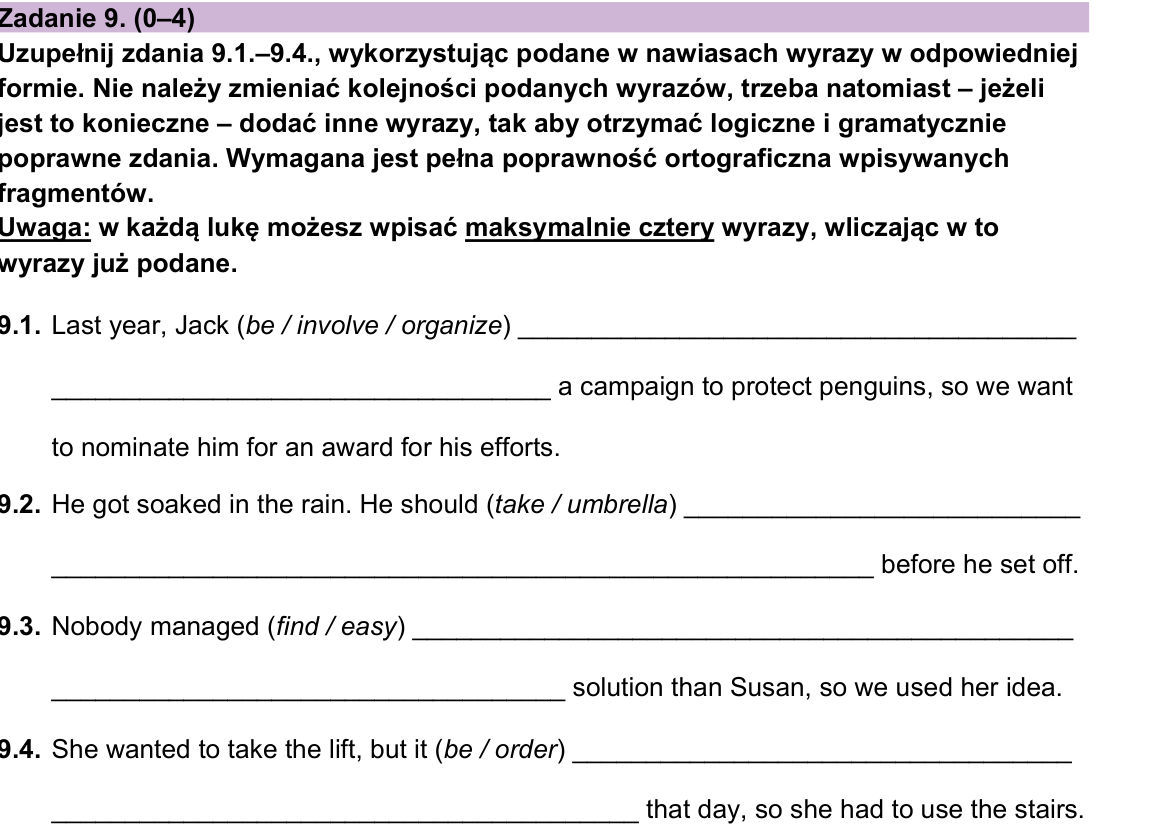 Zadanie 9. (0–4)
Uzupełnij zdania 9.1.–9.4., wykorzystując podane w nawiasach wyrazy w odpowiedniej
formie. Nie należy zmieniać kolejności podanych wyrazów, trzeba natomiast – jeżeli
jest to konieczne – dodać inne wyrazy, tak aby otrzymać logiczne i gramatycznie
poprawne zdania. Wymagana jest pełna poprawność ortograficzna wpisywanych
fragmentów.
Uwaga: w każdą lukę możesz wpisać maksymalnie cztery wyrazy, wliczając w to
wyrazy już podane.
9.1. Last year, Jack (be / involve / organize) ______________________________________
__________________________________ a campaign to protect penguins, so we want
to nominate him for an award for his efforts.
9.2. He got soaked in the rain. He should (take / umbrella) ___________________________
________________________________________________________ before he set off.
9.3. Nobody managed (find / easy) _____________________________________________
___________________________________ solution than Susan, so we used her idea.
9.4. She wanted to take the lift, but it (be / order) __________________________________
________________________________________ that day, so she had to use the stairs.